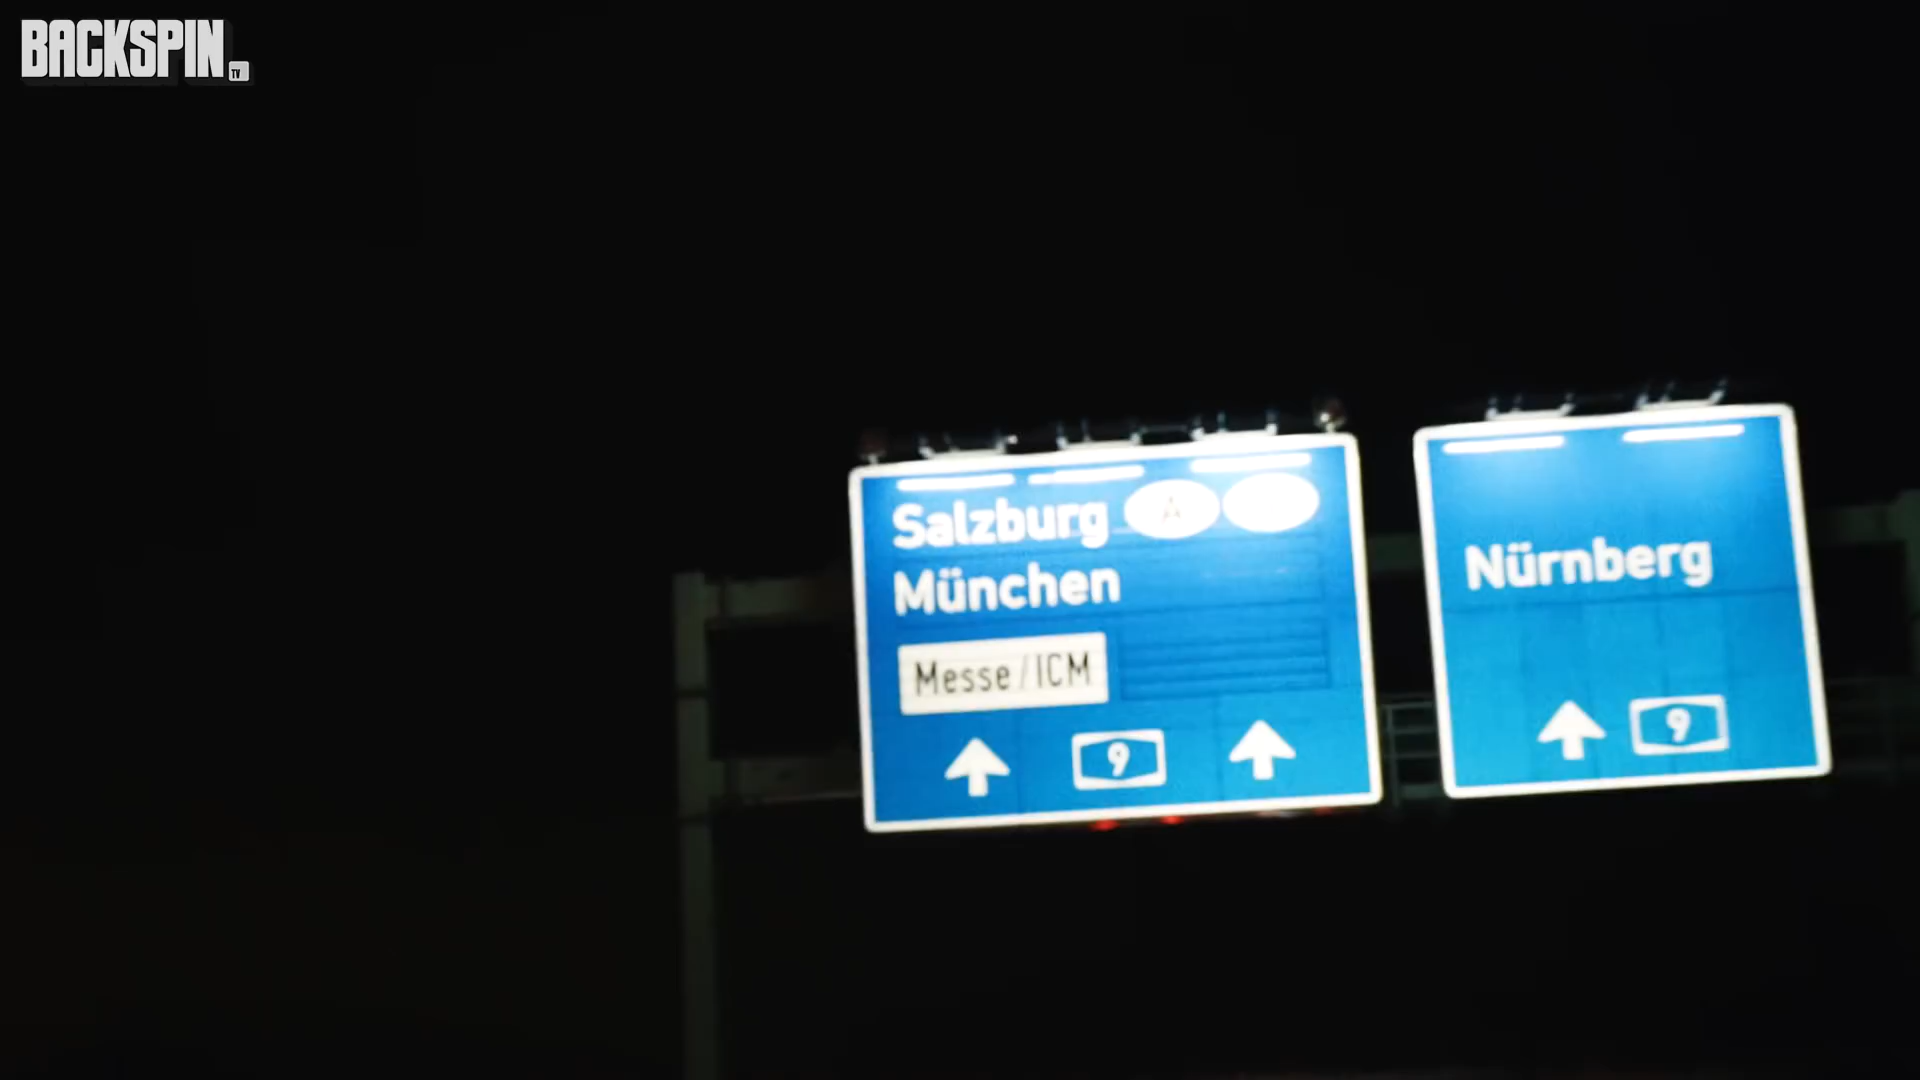 BACKSPIN.TV
Salzburg A
München
Messe/ICM
9
Nürnberg
9